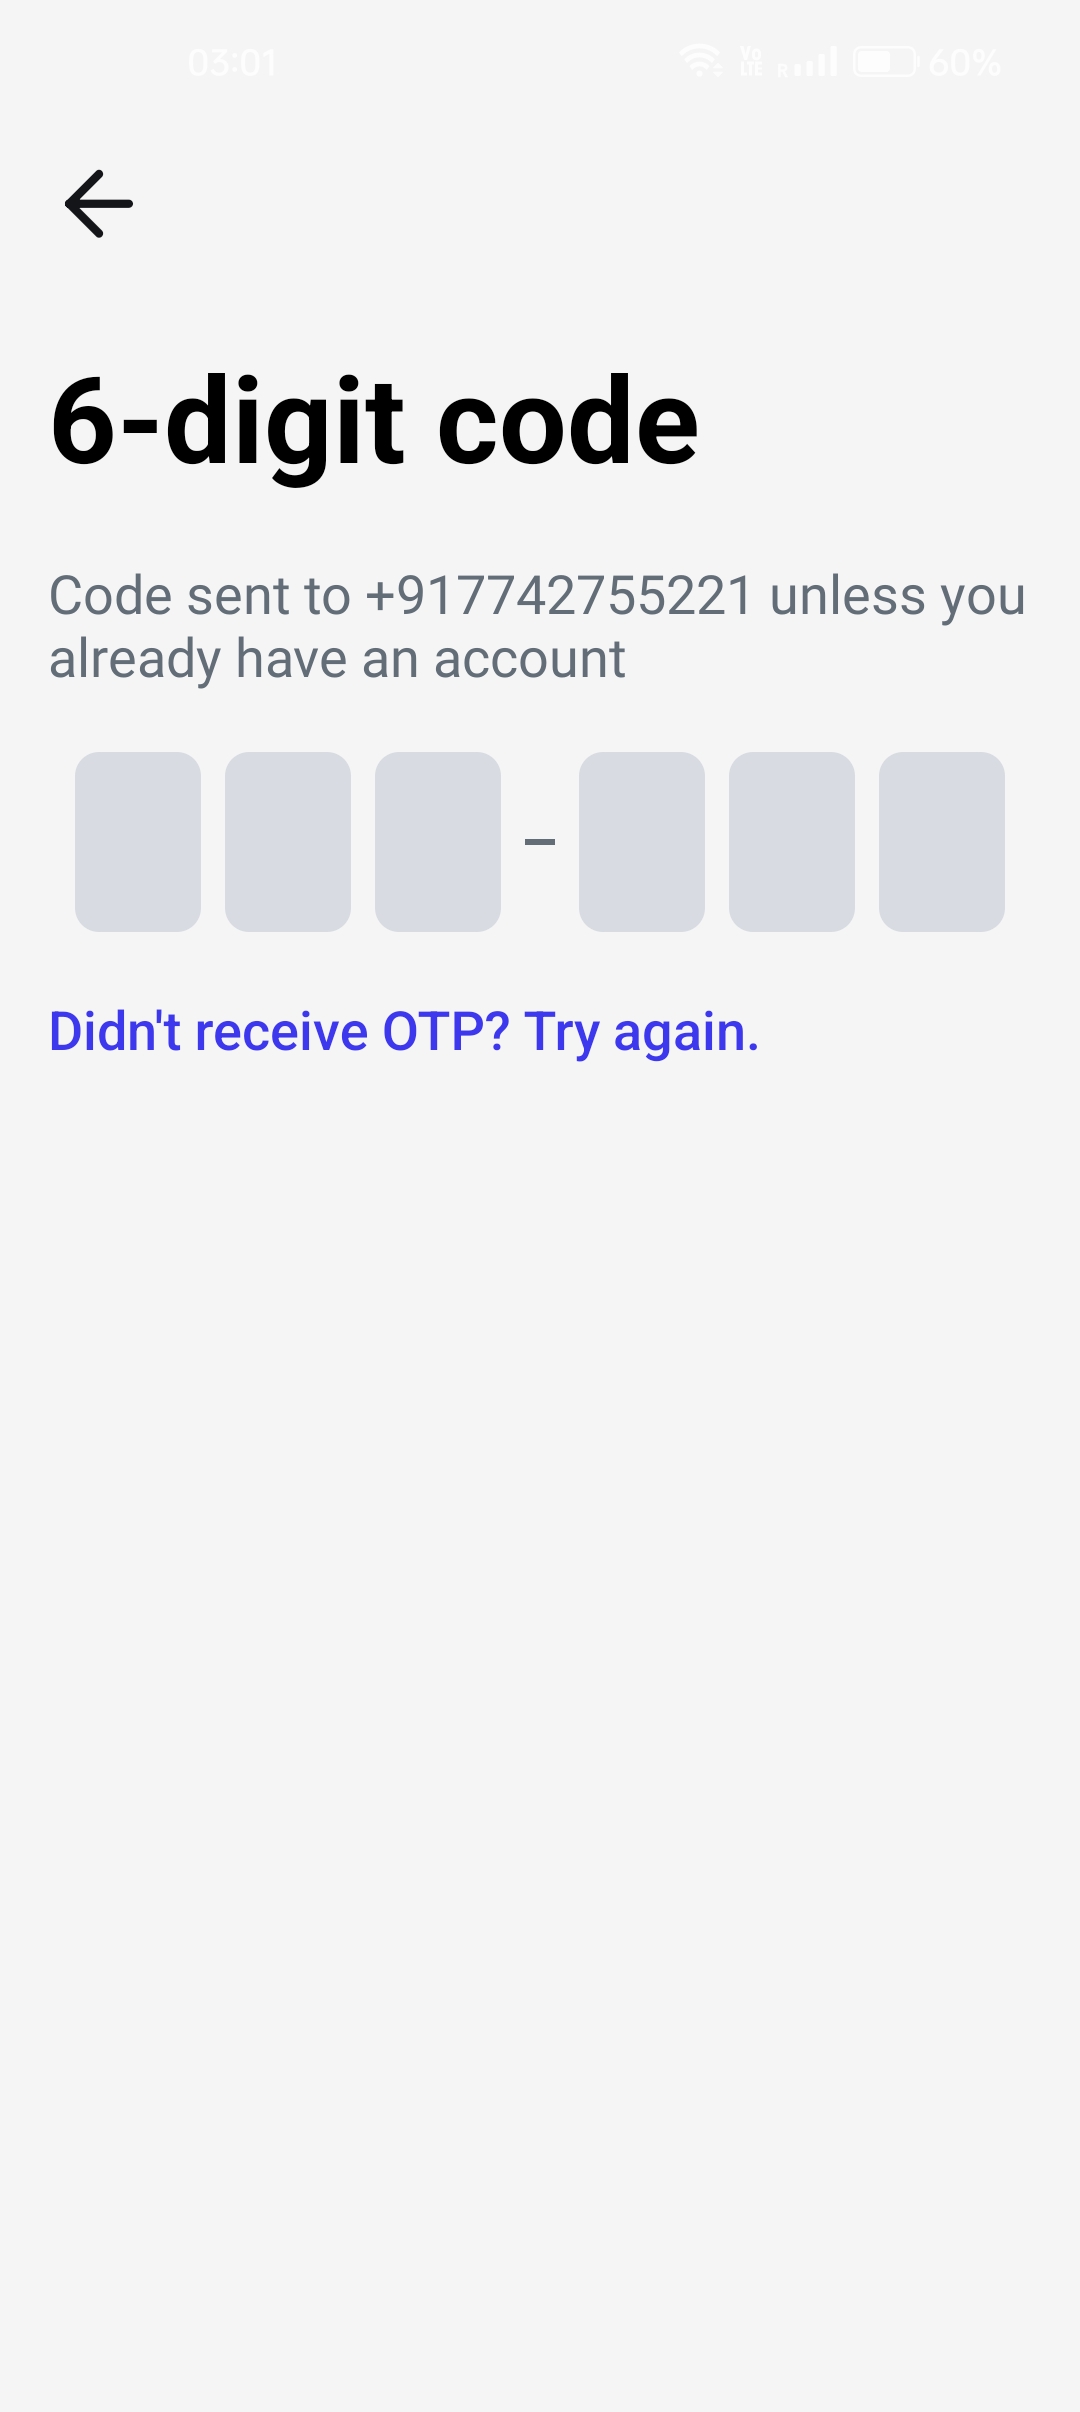 03:01 Vo LTE R 60%
6-digit code
Code sent to +917742755221 unless you
already have an account
–
Didn't receive OTP? Try again.